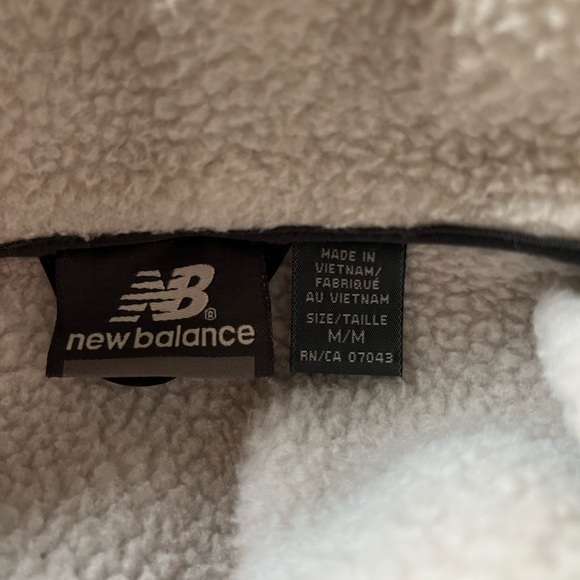 NB®
new balance
MADE IN
VIETNAM/
FABRIQUÉ
AU VIETNAM
SIZE/TAILLE
M/M
RN/CA 07043